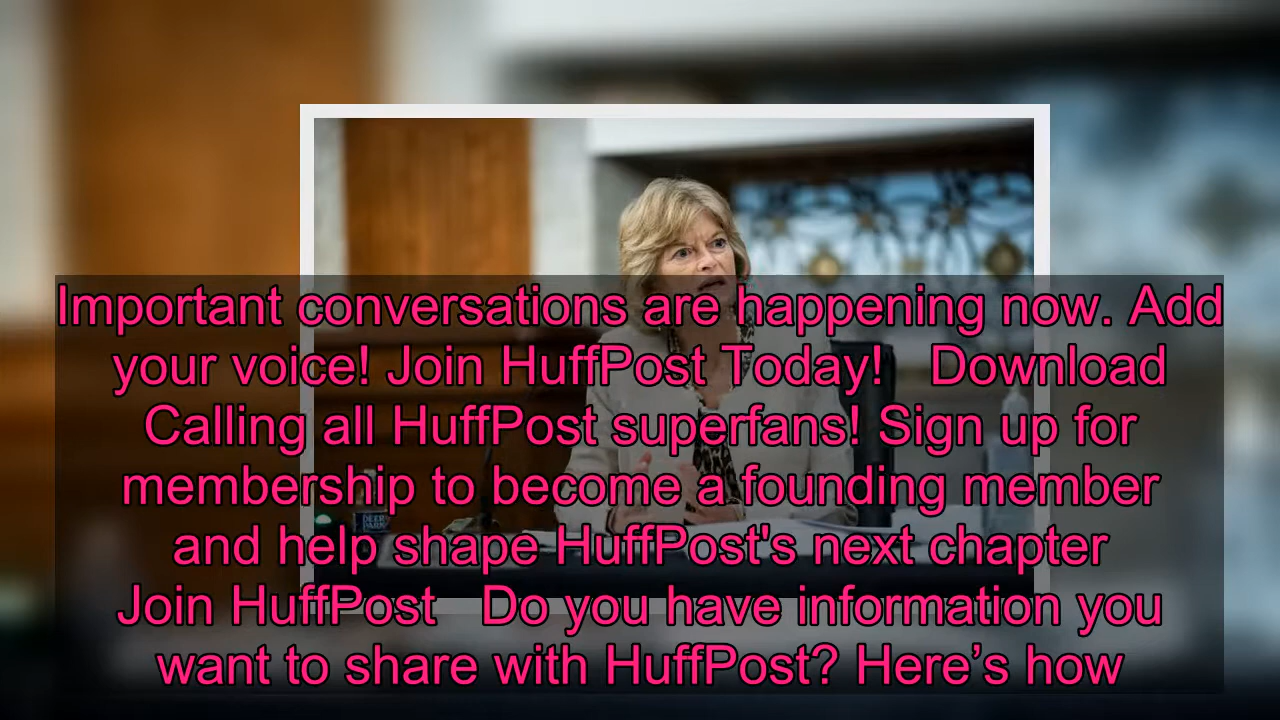 Important conversations are happening now. Add
your voice! Join HuffPost Today!   Download
Calling all HuffPost superfans! Sign up for
membership to become a founding member
and help shape HuffPost's next chapter
Join HuffPost   Do you have information you
want to share with HuffPost? Here’s how
DEER
PARK